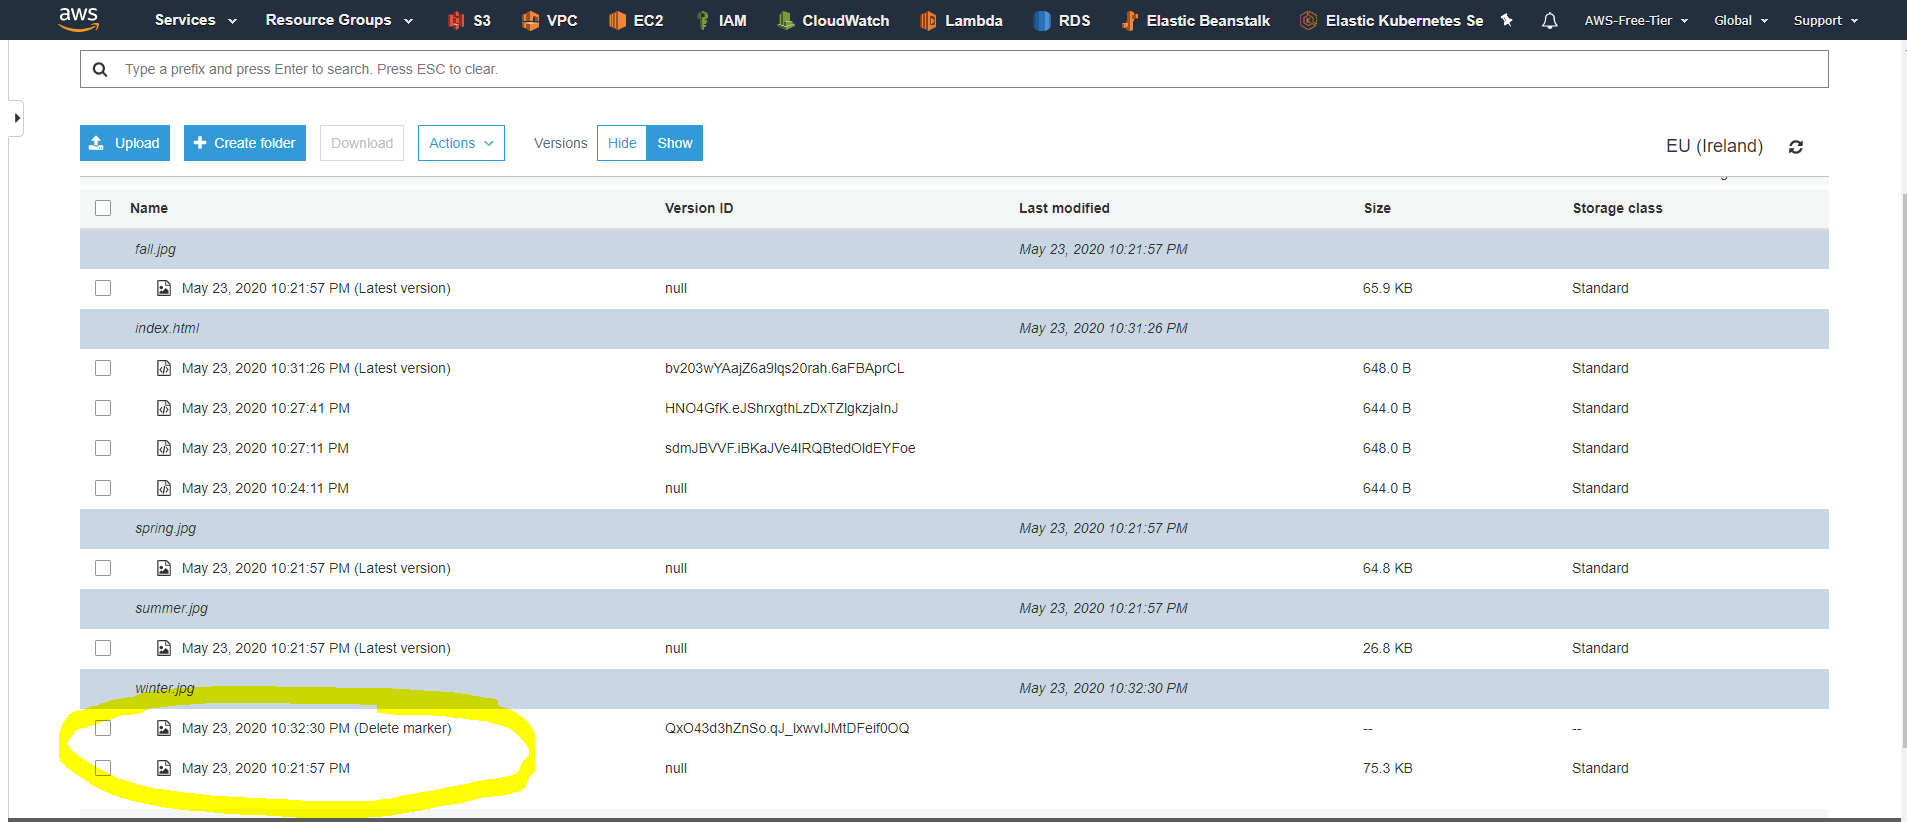 aws Services Resource Groups S3 VPC EC2 IAM CloudWatch Lambda RDS Elastic Beanstalk Elastic Kubernetes Se AWS-Free-Tier Global Support
Type a prefix and press Enter to search. Press ESC to clear.
Upload Create folder Download Actions Versions Hide Show EU (Ireland)
Name Version ID Last modified Size Storage class
fall.jpg May 23, 2020 10:21:57 PM
May 23, 2020 10:21:57 PM (Latest version) null 65.9 KB Standard
index.html May 23, 2020 10:31:26 PM
May 23, 2020 10:31:26 PM (Latest version) bv203wYAajZ6a9lqs20rah.6aFBAprCL 648.0 B Standard
May 23, 2020 10:27:41 PM HNO4GfK.eJShrxgthLzDxTZlgkzjaInJ 644.0 B Standard
May 23, 2020 10:27:11 PM sdmJBVVF.iBKaJVe4IRQBtedOldEYFoe 648.0 B Standard
May 23, 2020 10:24:11 PM null 644.0 B Standard
spring.jpg May 23, 2020 10:21:57 PM
May 23, 2020 10:21:57 PM (Latest version) null 64.8 KB Standard
summer.jpg May 23, 2020 10:21:57 PM
May 23, 2020 10:21:57 PM (Latest version) null 26.8 KB Standard
winter.jpg May 23, 2020 10:32:30 PM
May 23, 2020 10:32:30 PM (Delete marker) QxO43d3hZnSo.qJ_IxwvIJMtDFeif0OQ -- --
May 23, 2020 10:21:57 PM null 75.3 KB Standard